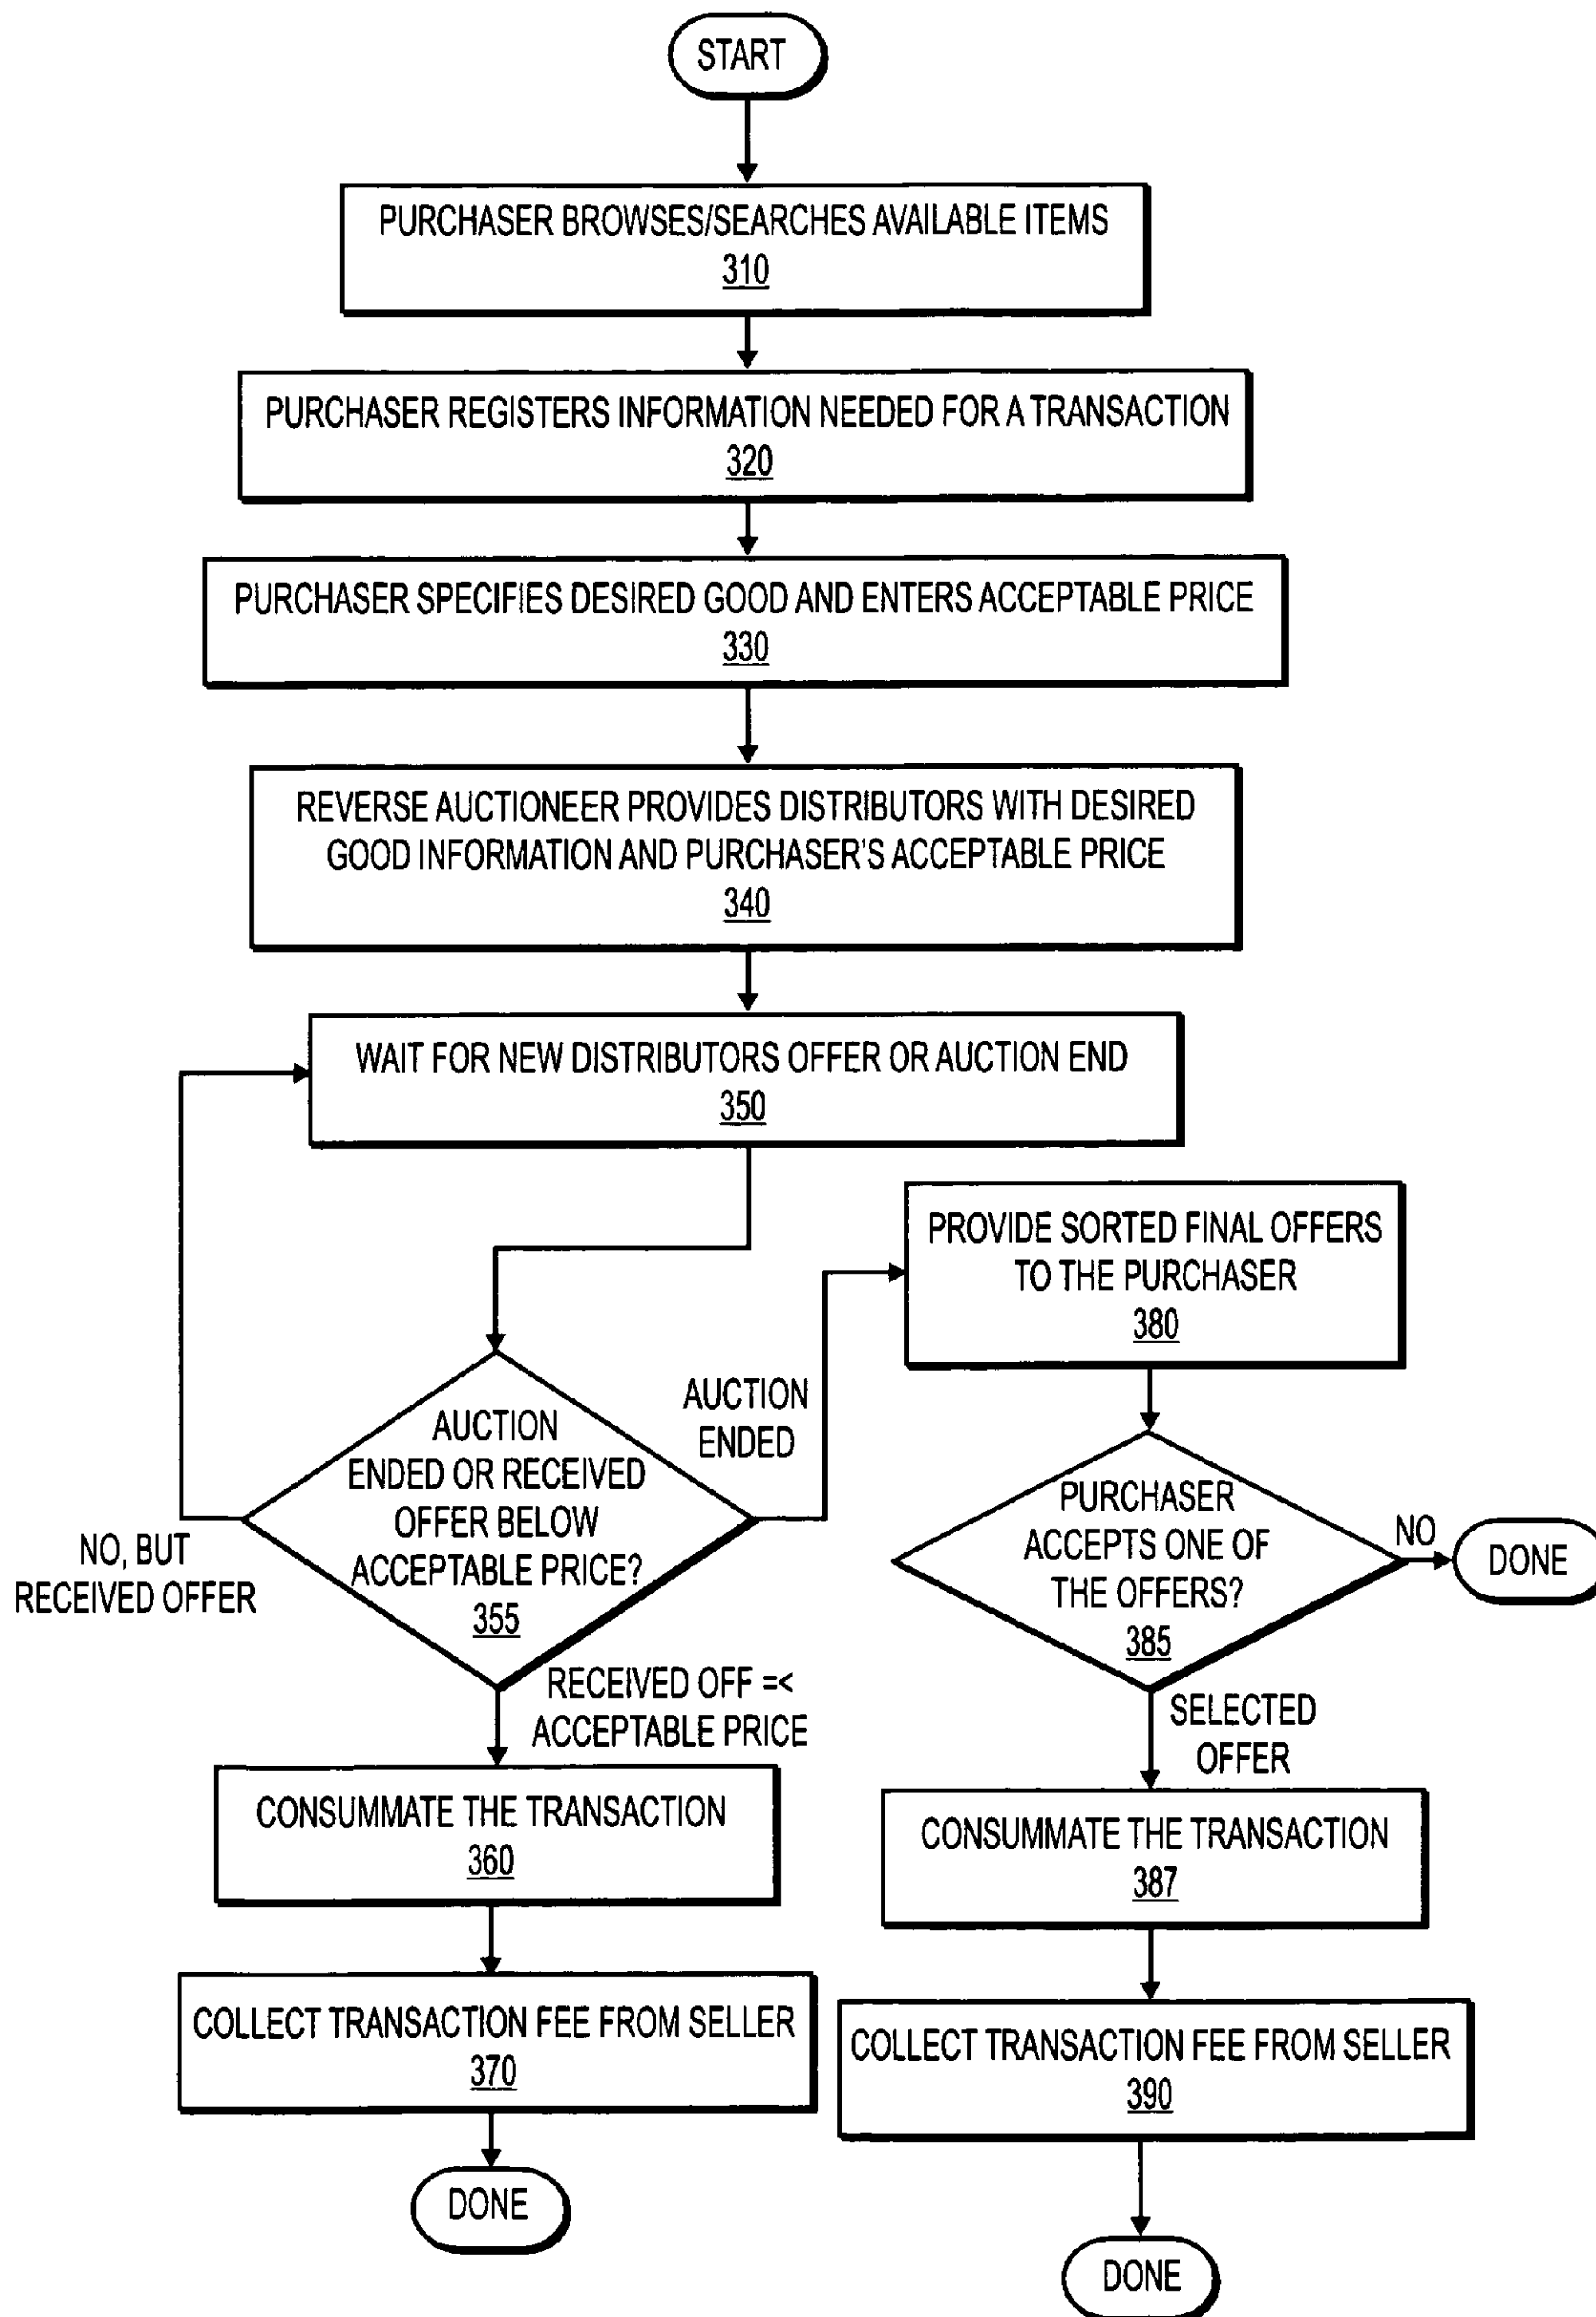 START
PURCHASER BROWSES/SEARCHES AVAILABLE ITEMS
310
PURCHASER REGISTERS INFORMATION NEEDED FOR A TRANSACTION
320
PURCHASER SPECIFIES DESIRED GOOD AND ENTERS ACCEPTABLE PRICE
330
REVERSE AUCTIONEER PROVIDES DISTRIBUTORS WITH DESIRED
GOOD INFORMATION AND PURCHASER'S ACCEPTABLE PRICE
340
WAIT FOR NEW DISTRIBUTORS OFFER OR AUCTION END
350
AUCTION
ENDED OR RECEIVED
OFFER BELOW
ACCEPTABLE PRICE?
355
NO, BUT
RECEIVED OFFER
AUCTION
ENDED
RECEIVED OFF =<
ACCEPTABLE PRICE
CONSUMMATE THE TRANSACTION
360
COLLECT TRANSACTION FEE FROM SELLER
370
DONE
PROVIDE SORTED FINAL OFFERS
TO THE PURCHASER
380
PURCHASER
ACCEPTS ONE OF
THE OFFERS?
385
NO
DONE
SELECTED
OFFER
CONSUMMATE THE TRANSACTION
387
COLLECT TRANSACTION FEE FROM SELLER
390
DONE